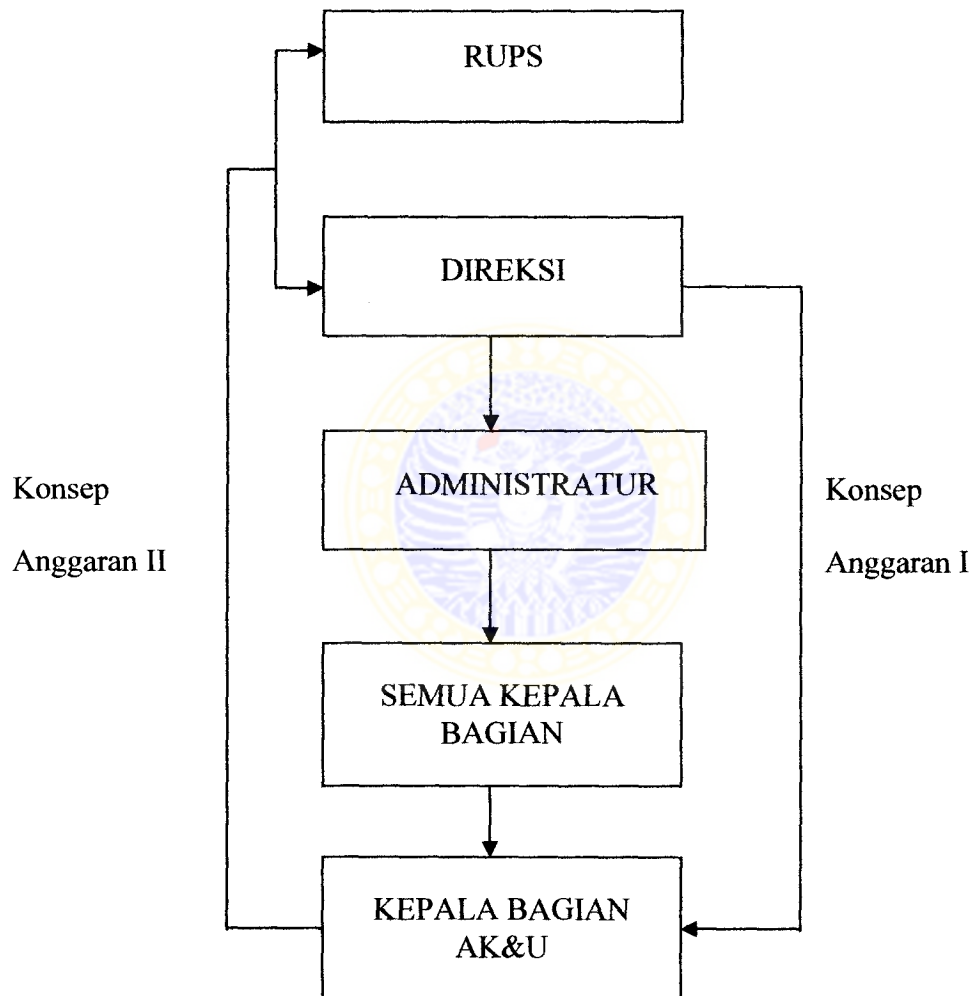 RUPS
DIREKSI
ADMINISTRATUR
Konsep
Anggaran II
Konsep
Anggaran I
SEMUA KEPALA
BAGIAN
KEPALA BAGIAN
AK&U